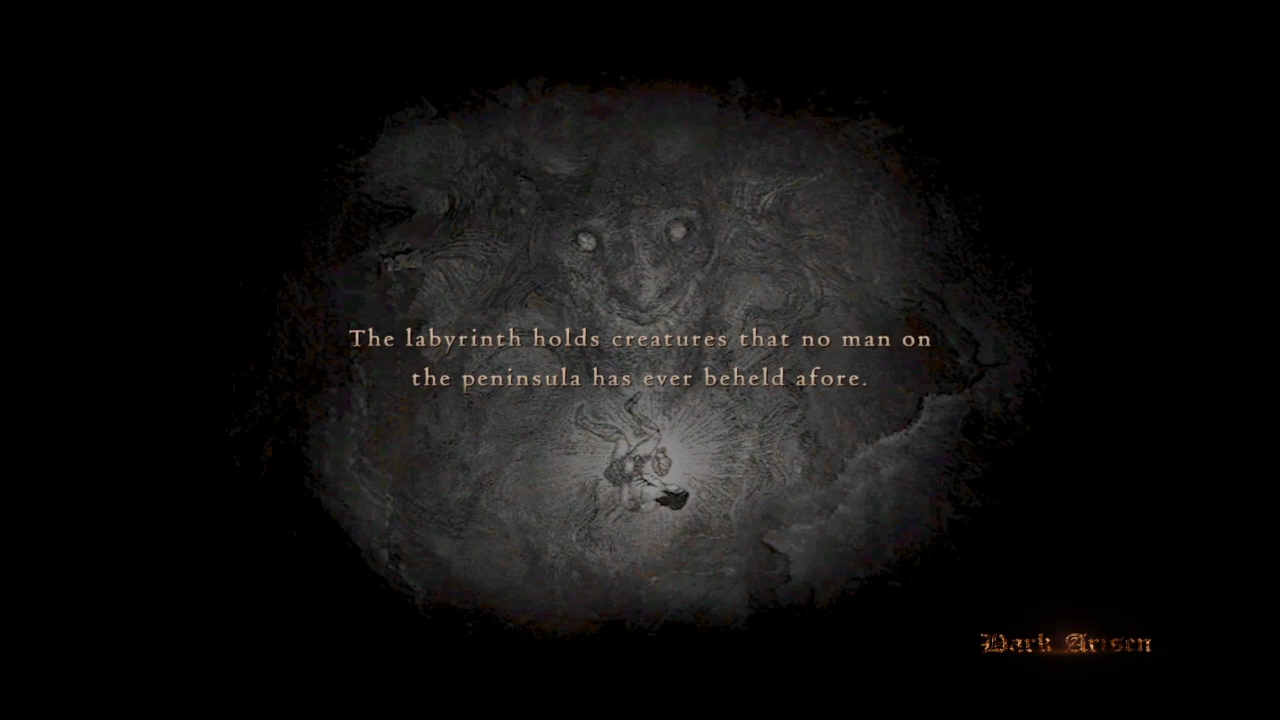 The labyrinth holds creatures that no man on
the peninsula has ever beheld afore.
Dark Arisen